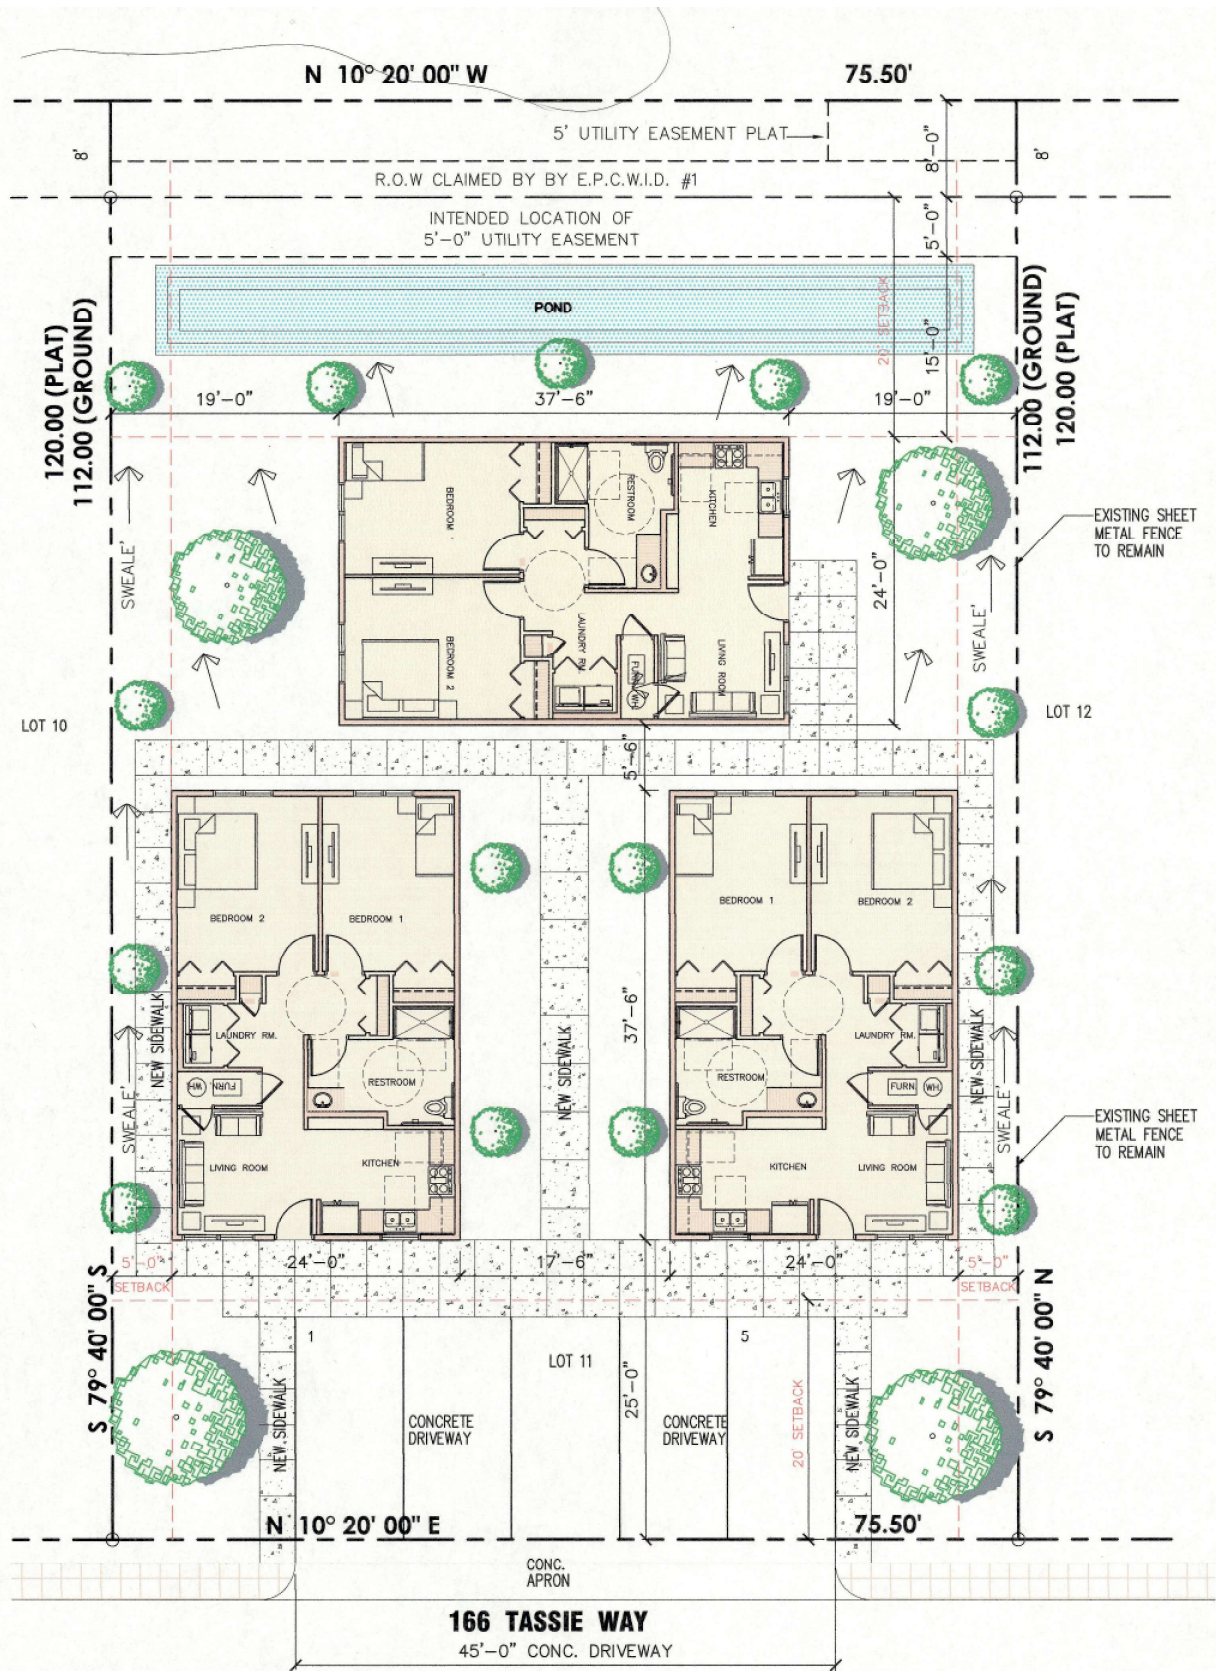 N 10° 20' 00" W 75.50'
5' UTILITY EASEMENT PLAT
8' 8'-0" 8'
R.O.W CLAIMED BY BY E.P.C.W.I.D. #1
INTENDED LOCATION OF
5'-0" UTILITY EASEMENT
5'-0"
POND
20' SETBACK
15'-0"
120.00 (PLAT)
112.00 (GROUND)
112.00 (GROUND)
120.00 (PLAT)
19'-0" 37'-6" 19'-0"
BEDROOM
RESTROOM
KITCHEN
EXISTING SHEET
METAL FENCE
TO REMAIN
SWEALE'
24'-0"
SWEALE'
BEDROOM 2
LAUNDRY RM.
FURN
WH.
LIVING ROOM
LOT 10
LOT 12
5'-6"
BEDROOM 2
BEDROOM 1
BEDROOM 1
BEDROOM 2
NEW SIDEWALK
LAUNDRY RM.
NEW SIDEWALK
37'-6"
LAUNDRY RM.
NEW SIDEWALK
WH
FURN
RESTROOM
RESTROOM
FURN
WH.
SWEALE'
SWEALE'
EXISTING SHEET
METAL FENCE
TO REMAIN
LIVING ROOM
KITCHEN
KITCHEN
LIVING ROOM
5'-0" 24'-0" 17'-6" 24'-0" 5'-0"
SETBACK
SETBACK
S 79° 40' 00" S
S 79° 40' 00" N
1
5
LOT 11
25'-0"
20' SETBACK
NEW SIDEWALK
CONCRETE
DRIVEWAY
CONCRETE
DRIVEWAY
NEW SIDEWALK
N 10° 20' 00" E 75.50'
CONC.
APRON
166 TASSIE WAY
45'-0" CONC. DRIVEWAY